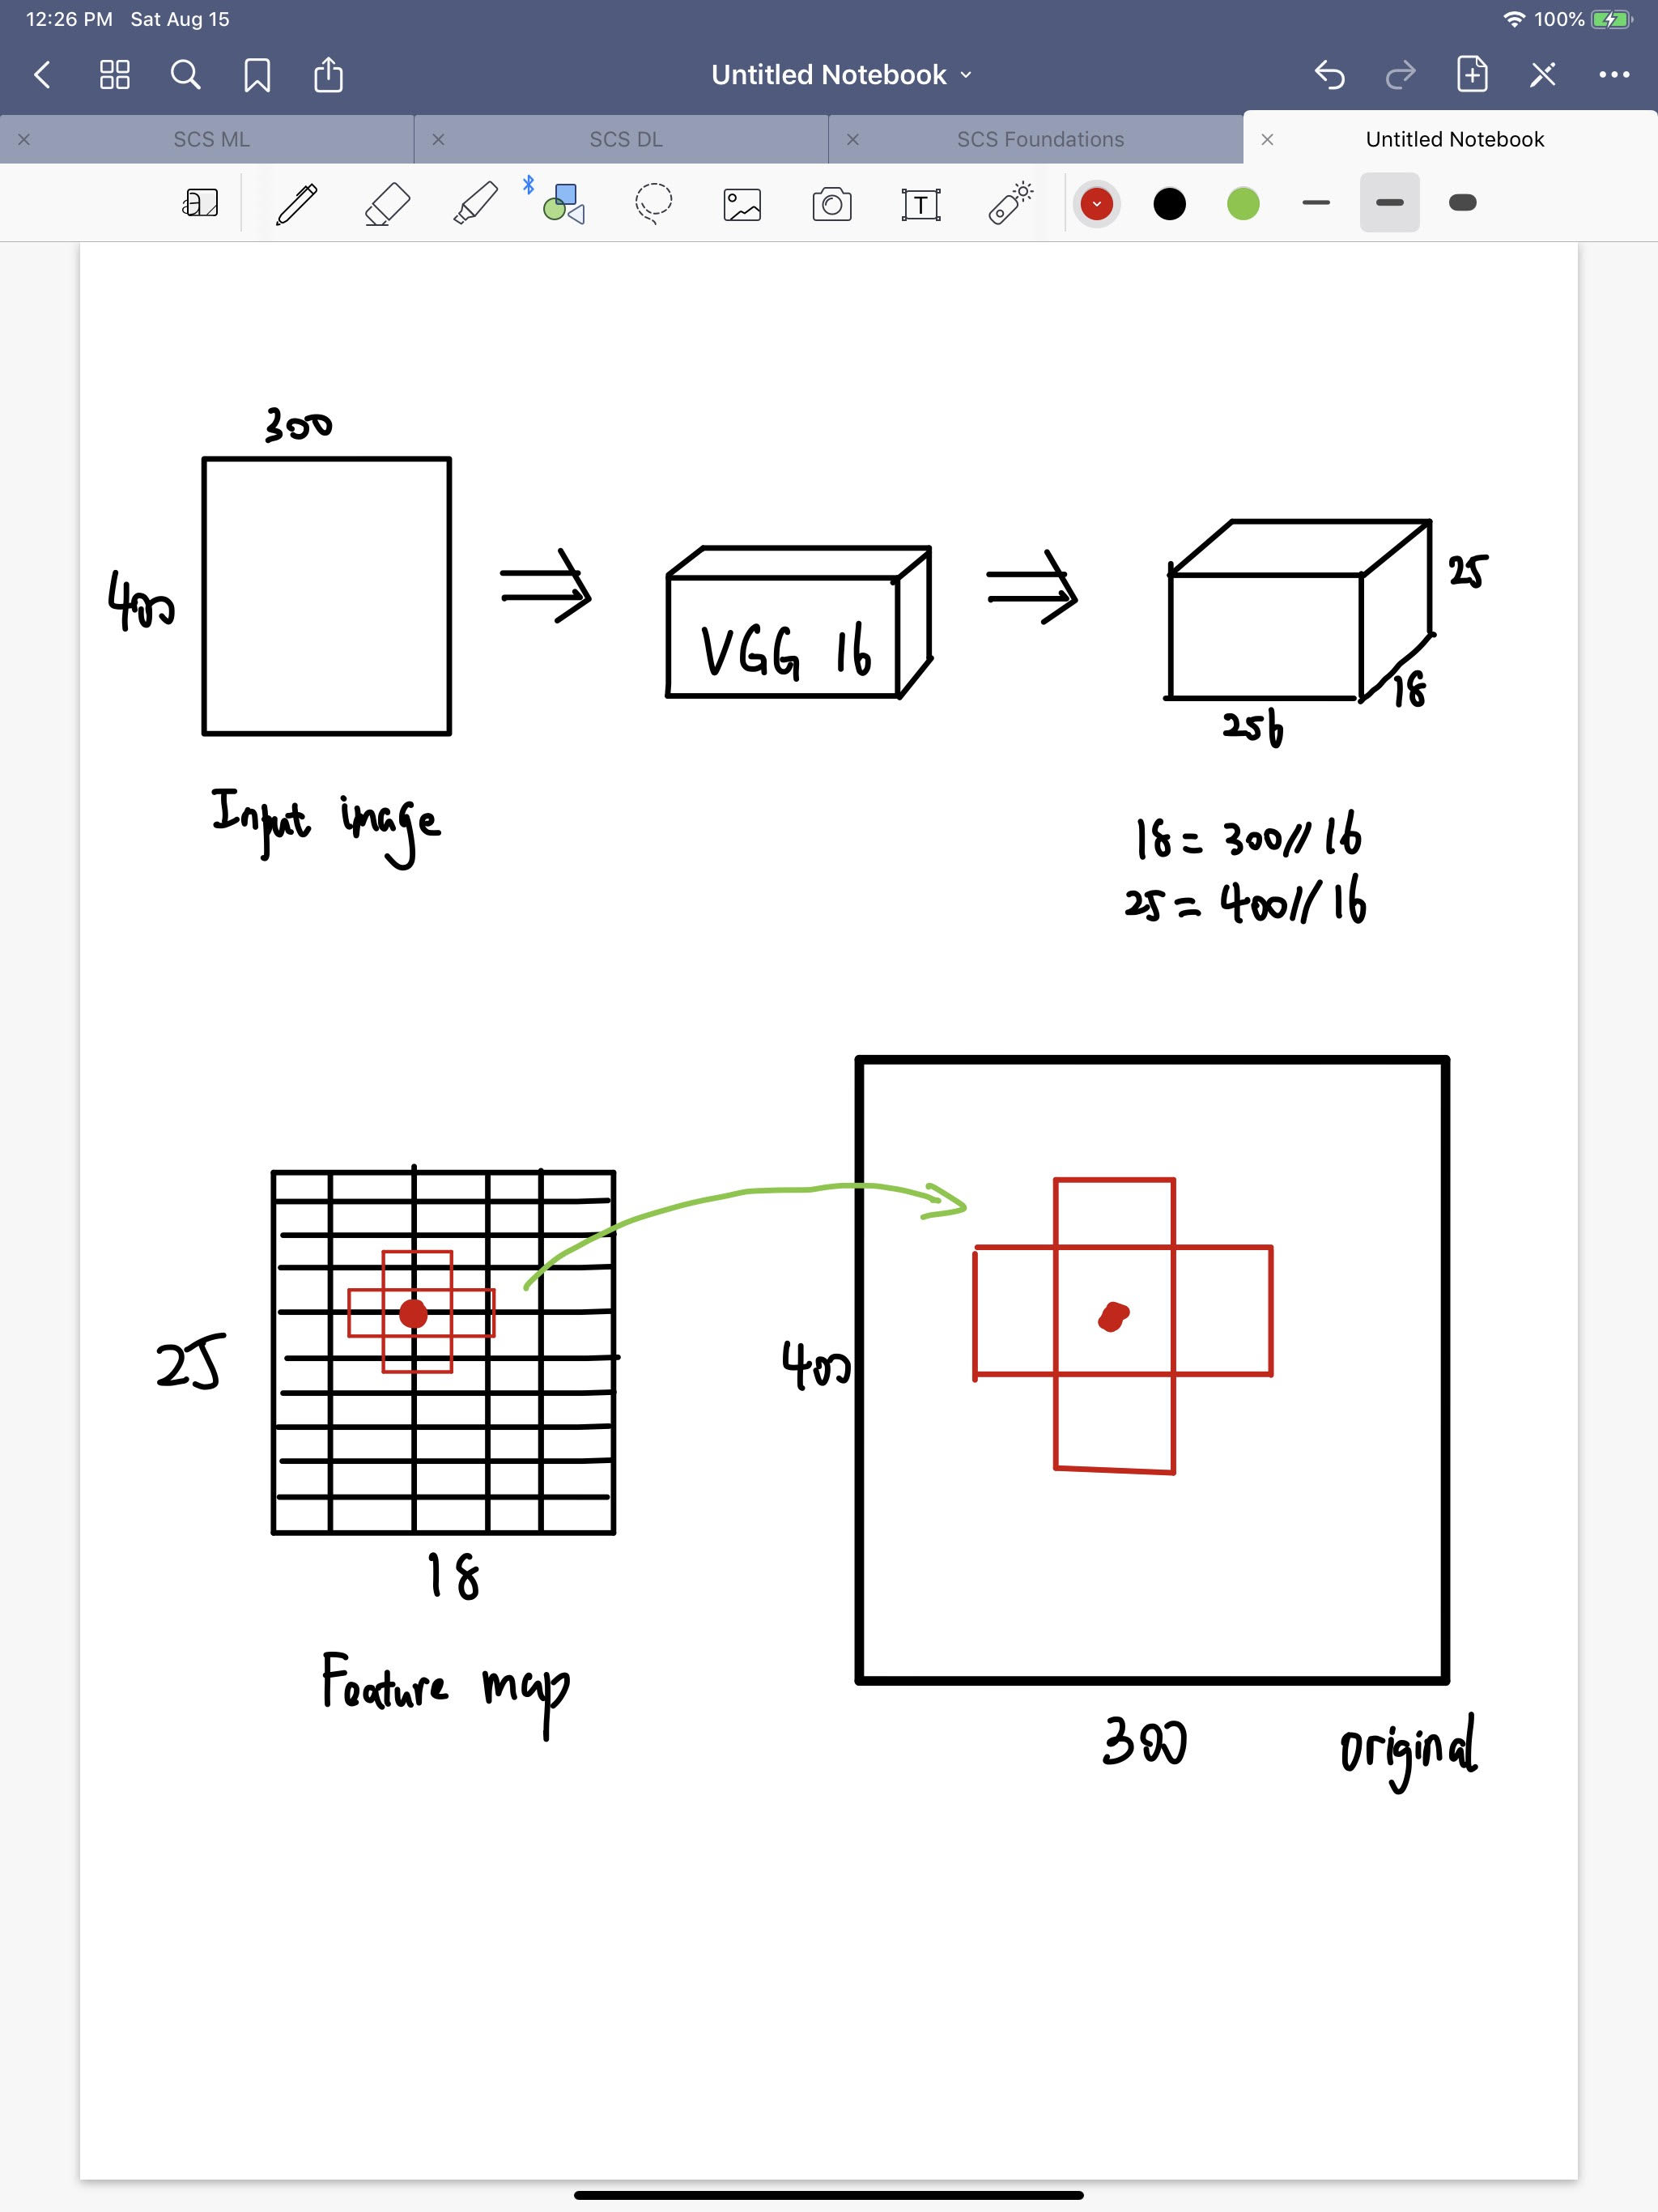 12:26 PM Sat Aug 15
100%
Untitled Notebook
SCS ML
SCS DL
SCS Foundations
Untitled Notebook
T
300
400
VGG 16
25
18
256
Input image
18 = 300//16
25 = 400//16
25
400
18
Feature map
300
original